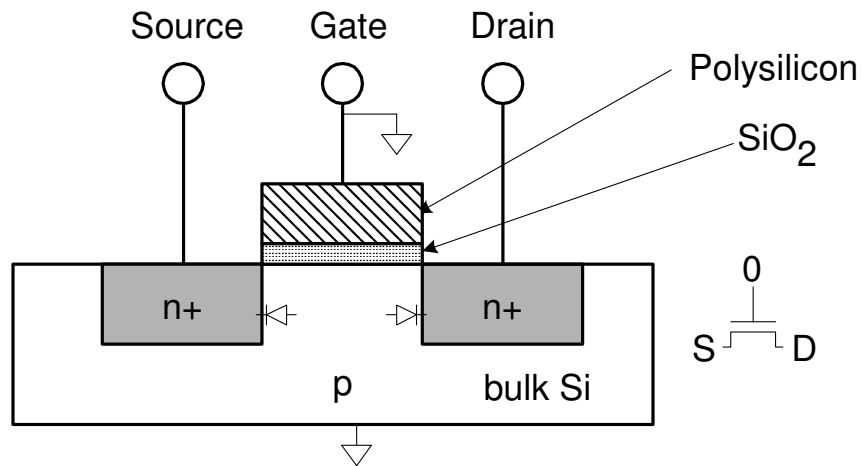 Source
Gate
Drain
Polysilicon
SiO2
n+
n+
p
bulk Si
0
S
D